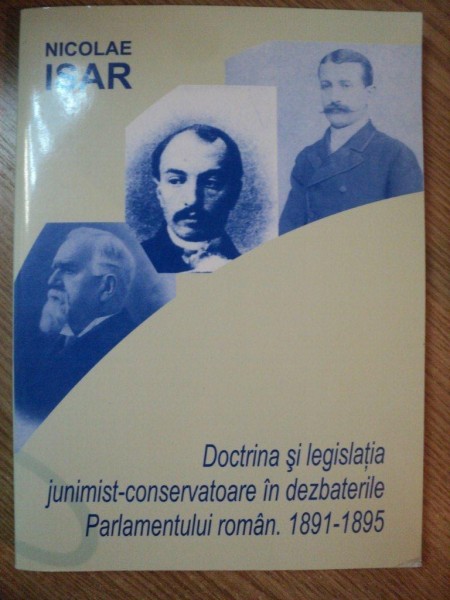 NICOLAE
ISAR
Doctrina şi legislaţia
junimist-conservatoare în dezbaterile
Parlamentului român. 1891-1895